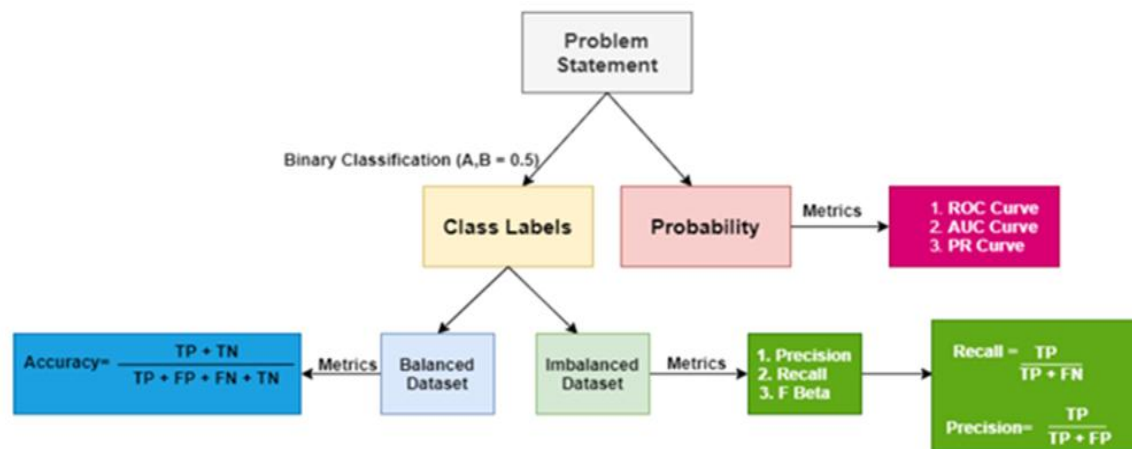 Problem
Statement
Binary Classification (A,B = 0.5)
Class Labels
Probability
Metrics
1. ROC Curve
2. AUC Curve
3. PR Curve
Accuracy= TP + TN
TP + FP + FN + TN
Metrics
Balanced
Dataset
Imbalanced
Dataset
Metrics
1. Precision
2. Recall
3. F Beta
Recall = TP
TP + FN
Precision= TP
TP + FP